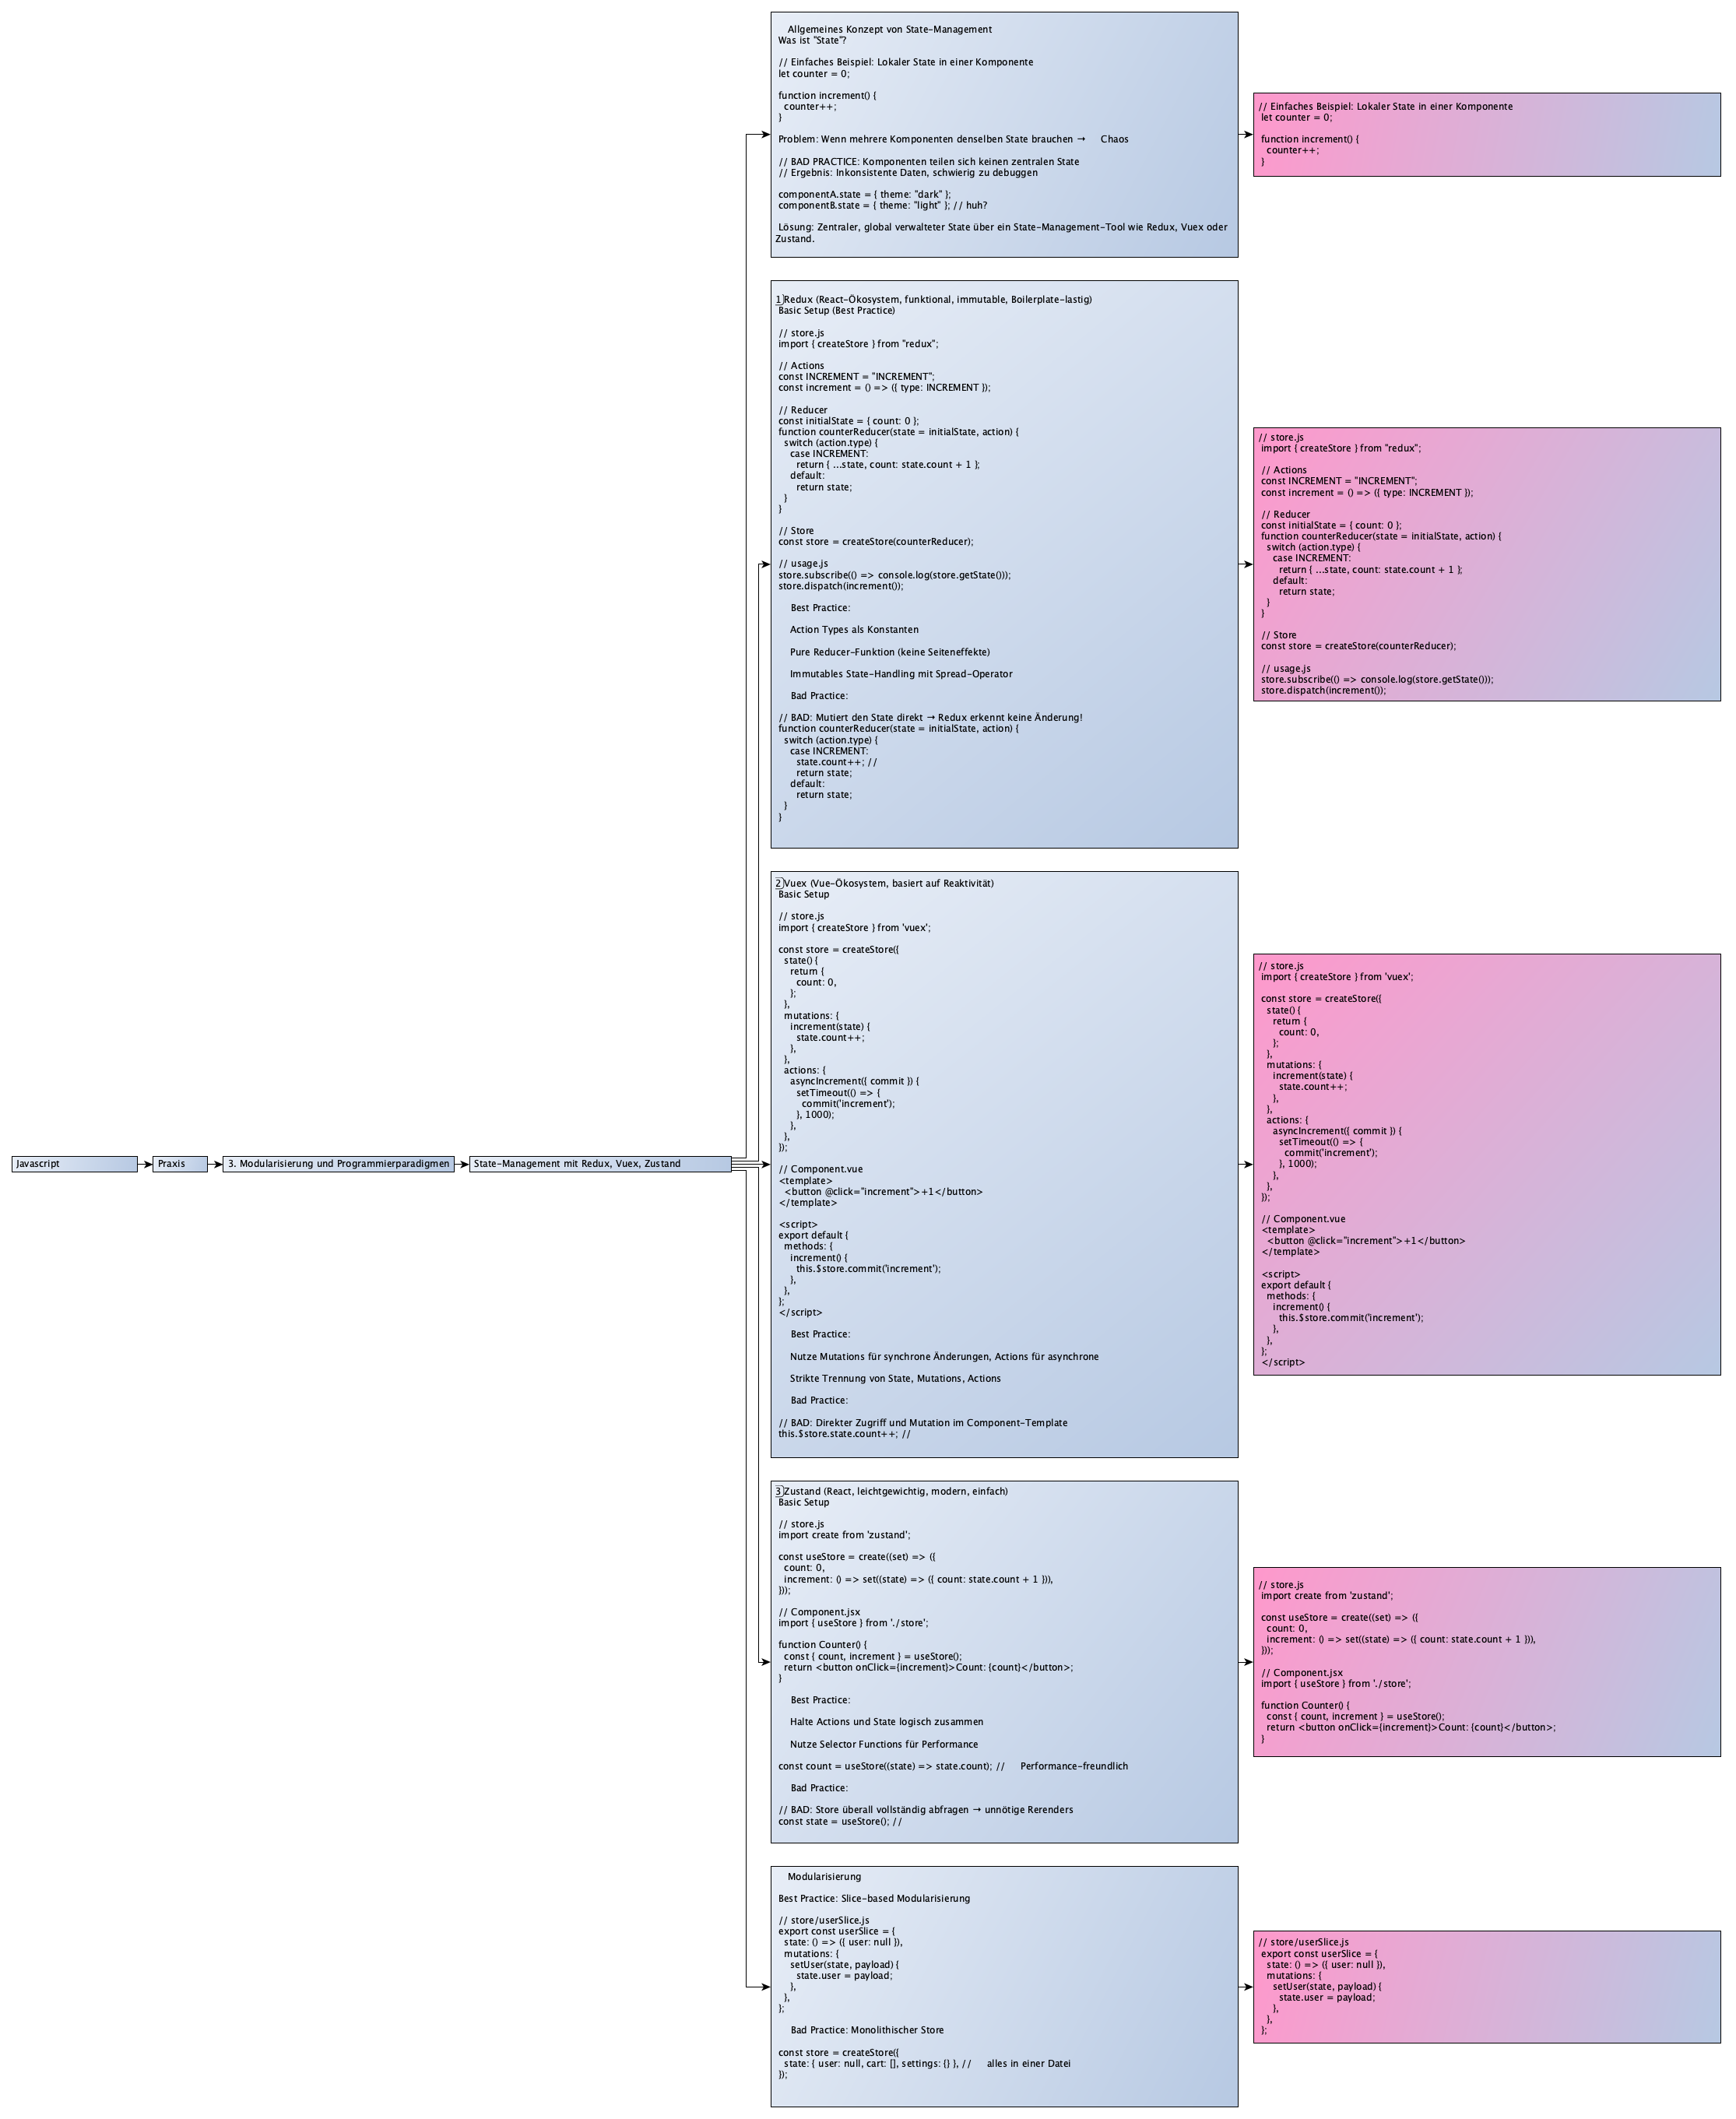 Javascript
Praxis
3. Modularisierung und Programmierparadigmen
State-Management mit Redux, Vuex, Zustand
Allgemeines Konzept von State-Management
Was ist "State"?
// Einfaches Beispiel: Lokaler State in einer Komponente
let counter = 0;
function increment() {
counter++;
}
Problem: Wenn mehrere Komponenten denselben State brauchen → Chaos
// BAD PRACTICE: Komponenten teilen sich keinen zentralen State
// Ergebnis: Inkonsistente Daten, schwierig zu debuggen
componentA.state = { theme: "dark" };
componentB.state = { theme: "light" }; // huh?
Lösung: Zentraler, global verwalteter State über ein State-Management-Tool wie Redux, Vuex oder
Zustand.
// Einfaches Beispiel: Lokaler State in einer Komponente
let counter = 0;
function increment() {
counter++;
}
1 Redux (React-Ökosystem, funktional, immutable, Boilerplate-lastig)
Basic Setup (Best Practice)
// store.js
import { createStore } from "redux";
// Actions
const INCREMENT = "INCREMENT";
const increment = () => ({ type: INCREMENT });
// Reducer
const initialState = { count: 0 };
function counterReducer(state = initialState, action) {
switch (action.type) {
case INCREMENT:
return { ...state, count: state.count + 1 };
default:
return state;
}
}
// Store
const store = createStore(counterReducer);
// usage.js
store.subscribe(() => console.log(store.getState()));
store.dispatch(increment());
Best Practice:
Action Types als Konstanten
Pure Reducer-Funktion (keine Seiteneffekte)
Immutables State-Handling mit Spread-Operator
Bad Practice:
// BAD: Mutiert den State direkt → Redux erkennt keine Änderung!
function counterReducer(state = initialState, action) {
switch (action.type) {
case INCREMENT:
state.count++; //
return state;
default:
return state;
}
}
// store.js
import { createStore } from "redux";
// Actions
const INCREMENT = "INCREMENT";
const increment = () => ({ type: INCREMENT });
// Reducer
const initialState = { count: 0 };
function counterReducer(state = initialState, action) {
switch (action.type) {
case INCREMENT:
return { ...state, count: state.count + 1 };
default:
return state;
}
}
// Store
const store = createStore(counterReducer);
// usage.js
store.subscribe(() => console.log(store.getState()));
store.dispatch(increment());
2 Vuex (Vue-Ökosystem, basiert auf Reaktivität)
Basic Setup
// store.js
import { createStore } from 'vuex';
const store = createStore({
state() {
return {
count: 0,
};
},
mutations: {
increment(state) {
state.count++;
},
},
actions: {
asyncIncrement({ commit }) {
setTimeout(() => {
commit('increment');
}, 1000);
},
},
});
// Component.vue
<template>
<button @click="increment">+1</button>
</template>
<script>
export default {
methods: {
increment() {
this.$store.commit('increment');
},
},
};
</script>
Best Practice:
Nutze Mutations für synchrone Änderungen, Actions für asynchrone
Strikte Trennung von State, Mutations, Actions
Bad Practice:
// BAD: Direkter Zugriff und Mutation im Component-Template
this.$store.state.count++; //
// store.js
import { createStore } from 'vuex';
const store = createStore({
state() {
return {
count: 0,
};
},
mutations: {
increment(state) {
state.count++;
},
},
actions: {
asyncIncrement({ commit }) {
setTimeout(() => {
commit('increment');
}, 1000);
},
},
});
// Component.vue
<template>
<button @click="increment">+1</button>
</template>
<script>
export default {
methods: {
increment() {
this.$store.commit('increment');
},
},
};
</script>
3 Zustand (React, leichtgewichtig, modern, einfach)
Basic Setup
// store.js
import create from 'zustand';
const useStore = create((set) => ({
count: 0,
increment: () => set((state) => ({ count: state.count + 1 })),
}));
// Component.jsx
import { useStore } from './store';
function Counter() {
const { count, increment } = useStore();
return <button onClick={increment}>Count: {count}</button>;
}
Best Practice:
Halte Actions und State logisch zusammen
Nutze Selector Functions für Performance
const count = useStore((state) => state.count); // Performance-freundlich
Bad Practice:
// BAD: Store überall vollständig abfragen → unnötige Rerenders
const state = useStore(); //
// store.js
import create from 'zustand';
const useStore = create((set) => ({
count: 0,
increment: () => set((state) => ({ count: state.count + 1 })),
}));
// Component.jsx
import { useStore } from './store';
function Counter() {
const { count, increment } = useStore();
return <button onClick={increment}>Count: {count}</button>;
}
Modularisierung
Best Practice: Slice-based Modularisierung
// store/userSlice.js
export const userSlice = {
state: () => ({ user: null }),
mutations: {
setUser(state, payload) {
state.user = payload;
},
},
};
Bad Practice: Monolithischer Store
const store = createStore({
state: { user: null, cart: [], settings: {} }, // alles in einer Datei
});
// store/userSlice.js
export const userSlice = {
state: () => ({ user: null }),
mutations: {
setUser(state, payload) {
state.user = payload;
},
},
};